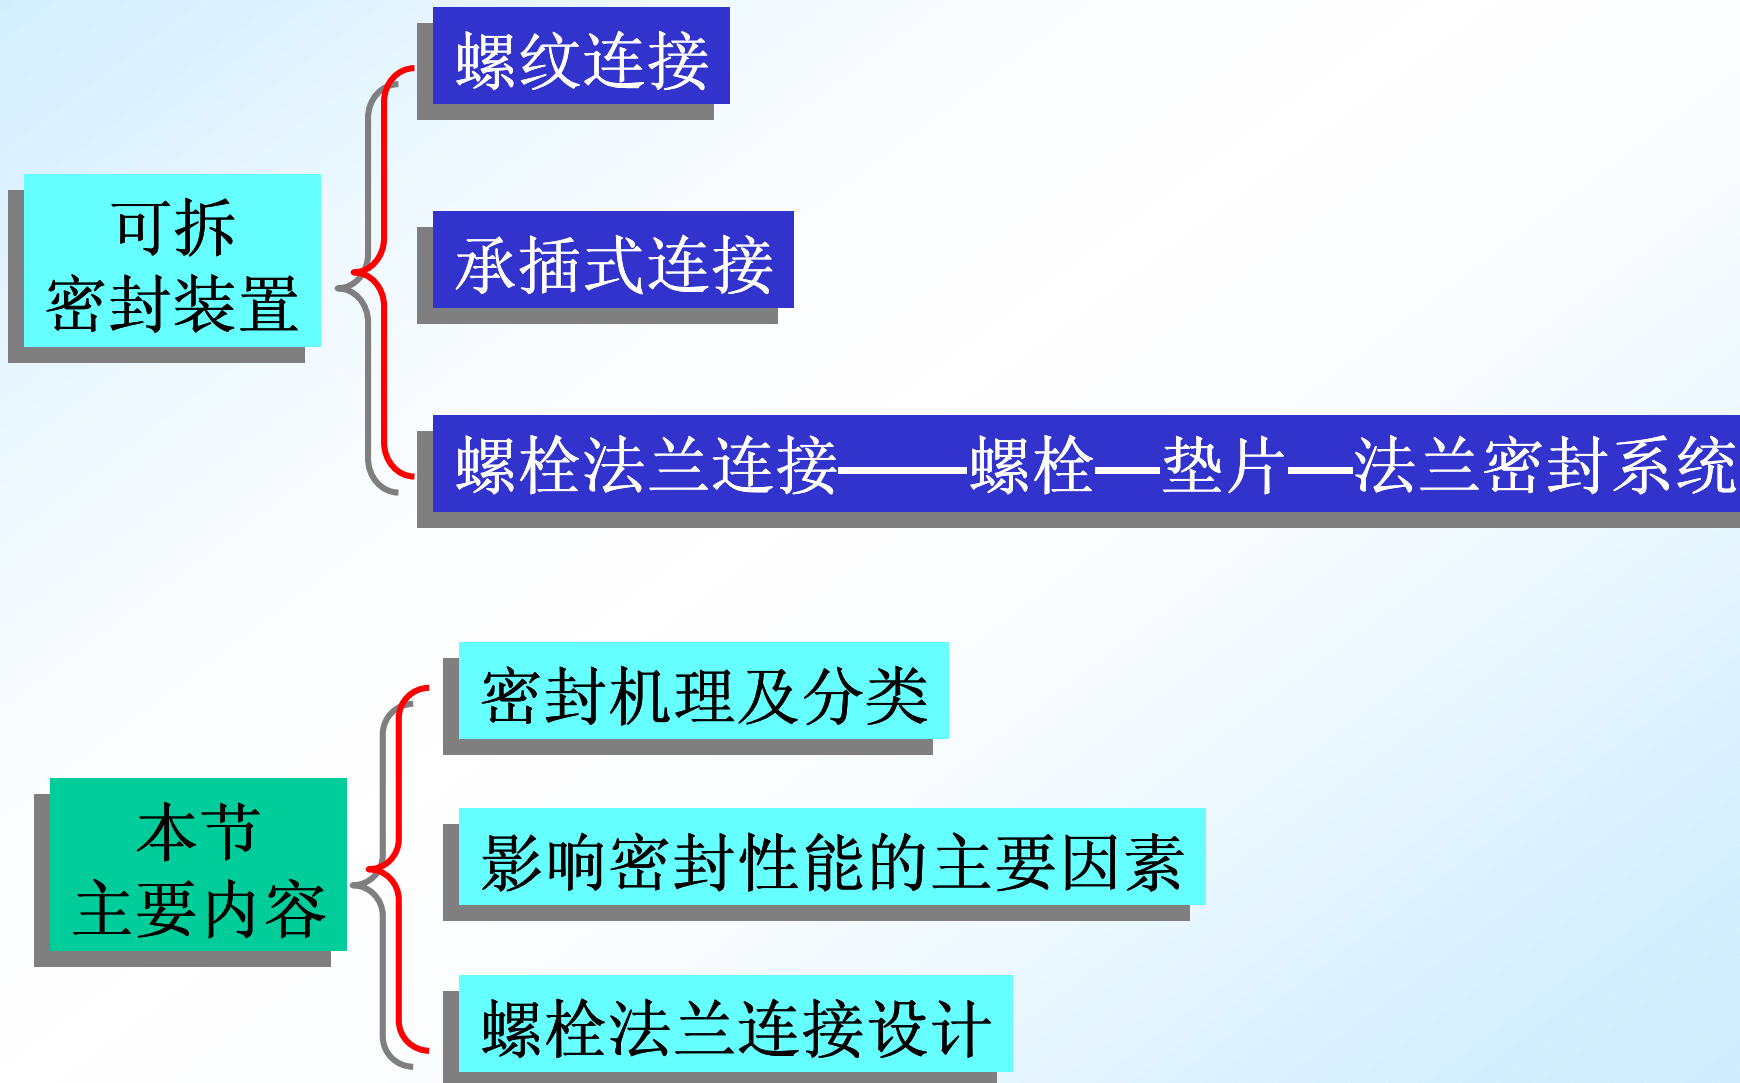 螺纹连接
可拆
密封装置
承插式连接
螺栓法兰连接——螺栓—垫片—法兰密封系统
密封机理及分类
本节
主要内容
影响密封性能的主要因素
螺栓法兰连接设计